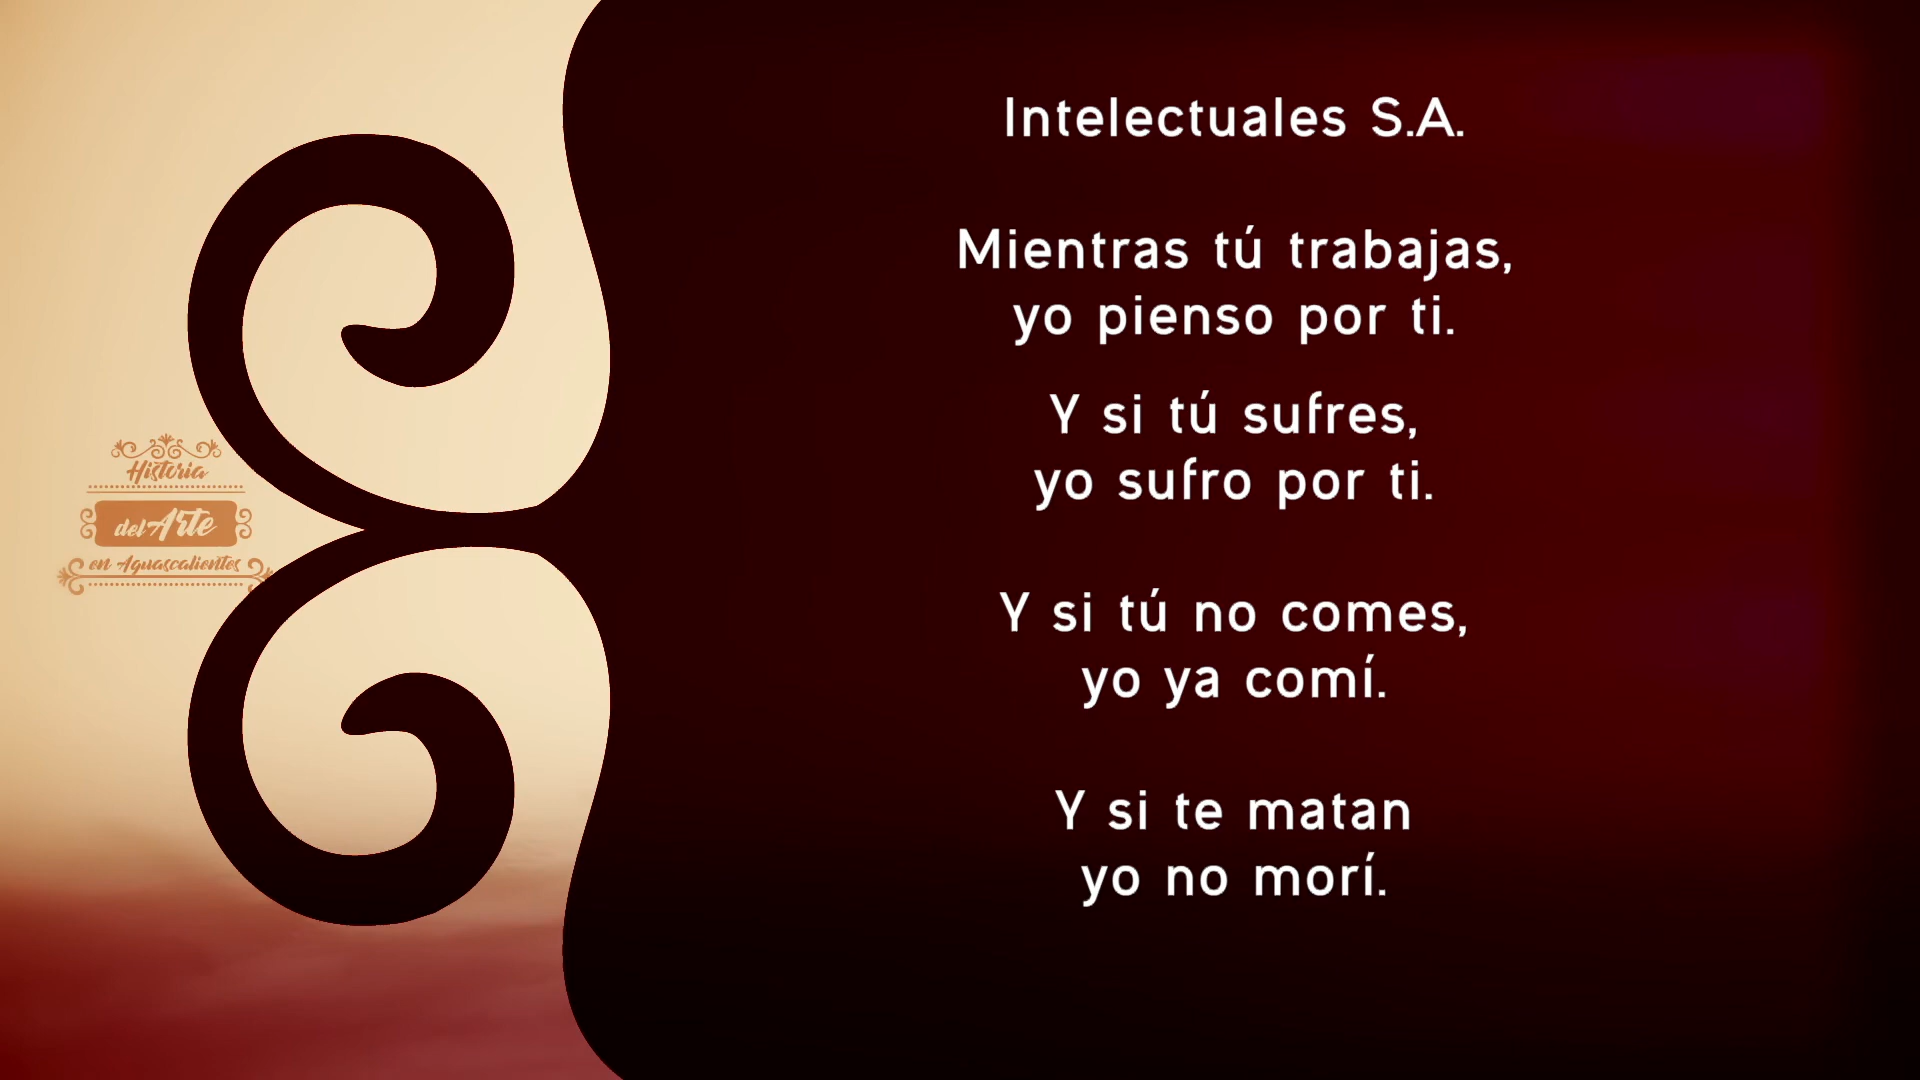 Historia
del Arte
en Aguascalientes
Intelectuales S.A.
Mientras tú trabajas,
yo pienso por ti.
Y si tú sufres,
yo sufro por ti.
Y si tú no comes,
yo ya comí.
Y si te matan
yo no morí.